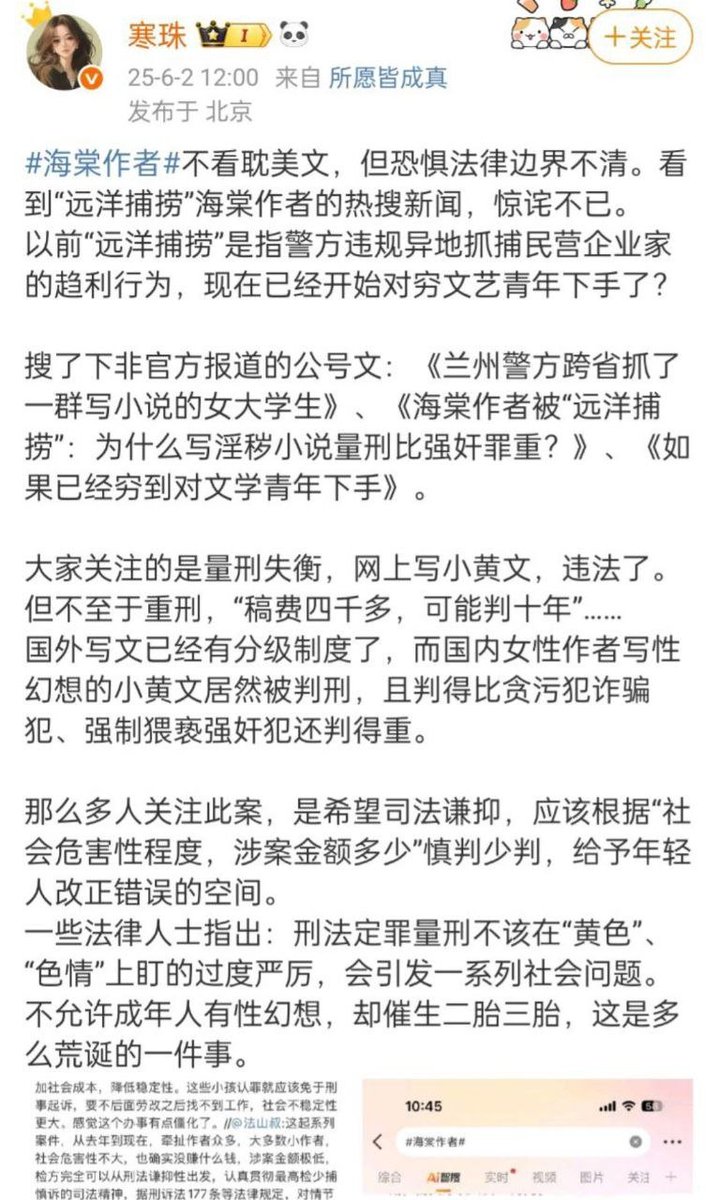 寒珠
I
25-6-2 12:00 来自 所愿皆成真
发布于 北京
+关注
#海棠作者#不看耽美文，但恐惧法律边界不清。看
到“远洋捕捞”海棠作者的热搜新闻，惊诧不已。
以前“远洋捕捞”是指警方违规异地抓捕民营企业家
的趋利行为，现在已经开始对穷文艺青年下手了？
搜了下非官方报道的公号文：《兰州警方跨省抓了
一群写小说的女大学生》、《海棠作者被“远洋捕
捞”：为什么写淫秽小说量刑比强奸罪重？》、《如
果已经穷到对文学青年下手》。
大家关注的是量刑失衡，网上写小黄文，违法了。
但不至于重刑，“稿费四千多，可能判十年”……
国外写文已经有分级制度了，而国内女性作者写性
幻想的小黄文居然被判刑，且判得比贪污犯诈骗
犯、强制猥亵强奸犯还判得重。
那么多人关注此案，是希望司法谦抑，应该根据“社
会危害性程度，涉案金额多少”慎判少判，给予年轻
人改正错误的空间。
一些法律人士指出：刑法定罪量刑不该在“黄色”、
“色情”上盯的过度严厉，会引发一系列社会问题。
不允许成年人有性幻想，却催生二胎三胎，这是多
么荒诞的一件事。
加社会成本，降低稳定性。这些小孩认罪就应该免于刑
事起诉，要不后面劳改之后找不到工作，社会不稳定性
更大。感觉这个办事有点僵化了。//@法山叔:这起系列
案件，从去年到现在，牵扯作者众多，大多数小作者，
社会危害性不大，也确实没赚什么钱，涉案金额极低，
检方完全可以从刑法谦抑性出发，认真贯彻最高检少捕
慎诉的司法精神，据刑诉法177条等法律规定，对情节
10:45
#海棠作者#
综合 AI智搜 实时 视频 图片 关注